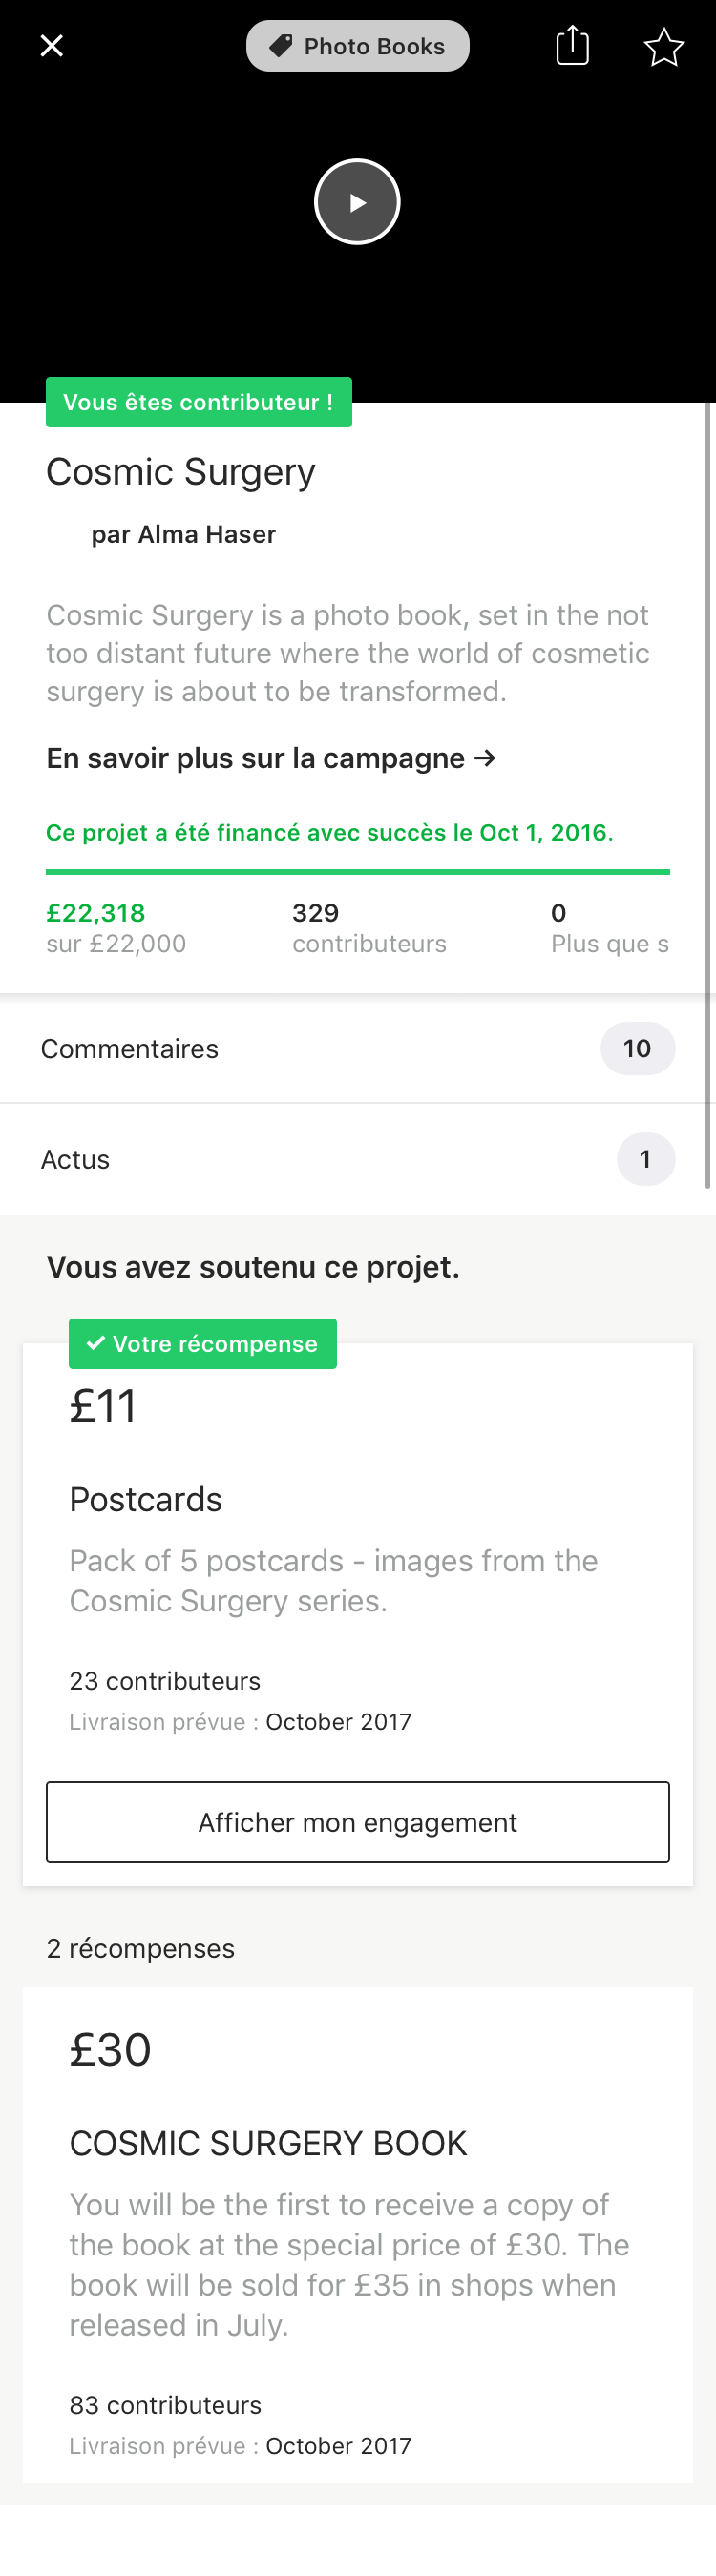 Photo Books
Vous êtes contributeur !
Cosmic Surgery
par Alma Haser
Cosmic Surgery is a photo book, set in the not
too distant future where the world of cosmetic
surgery is about to be transformed.
En savoir plus sur la campagne →
Ce projet a été financé avec succès le Oct 1, 2016.
£22,318 329 0
sur £22,000 contributeurs Plus que s
Commentaires 10
Actus 1
Vous avez soutenu ce projet.
✓ Votre récompense
£11
Postcards
Pack of 5 postcards - images from the
Cosmic Surgery series.
23 contributeurs
Livraison prévue : October 2017
Afficher mon engagement
2 récompenses
£30
COSMIC SURGERY BOOK
You will be the first to receive a copy of
the book at the special price of £30. The
book will be sold for £35 in shops when
released in July.
83 contributeurs
Livraison prévue : October 2017